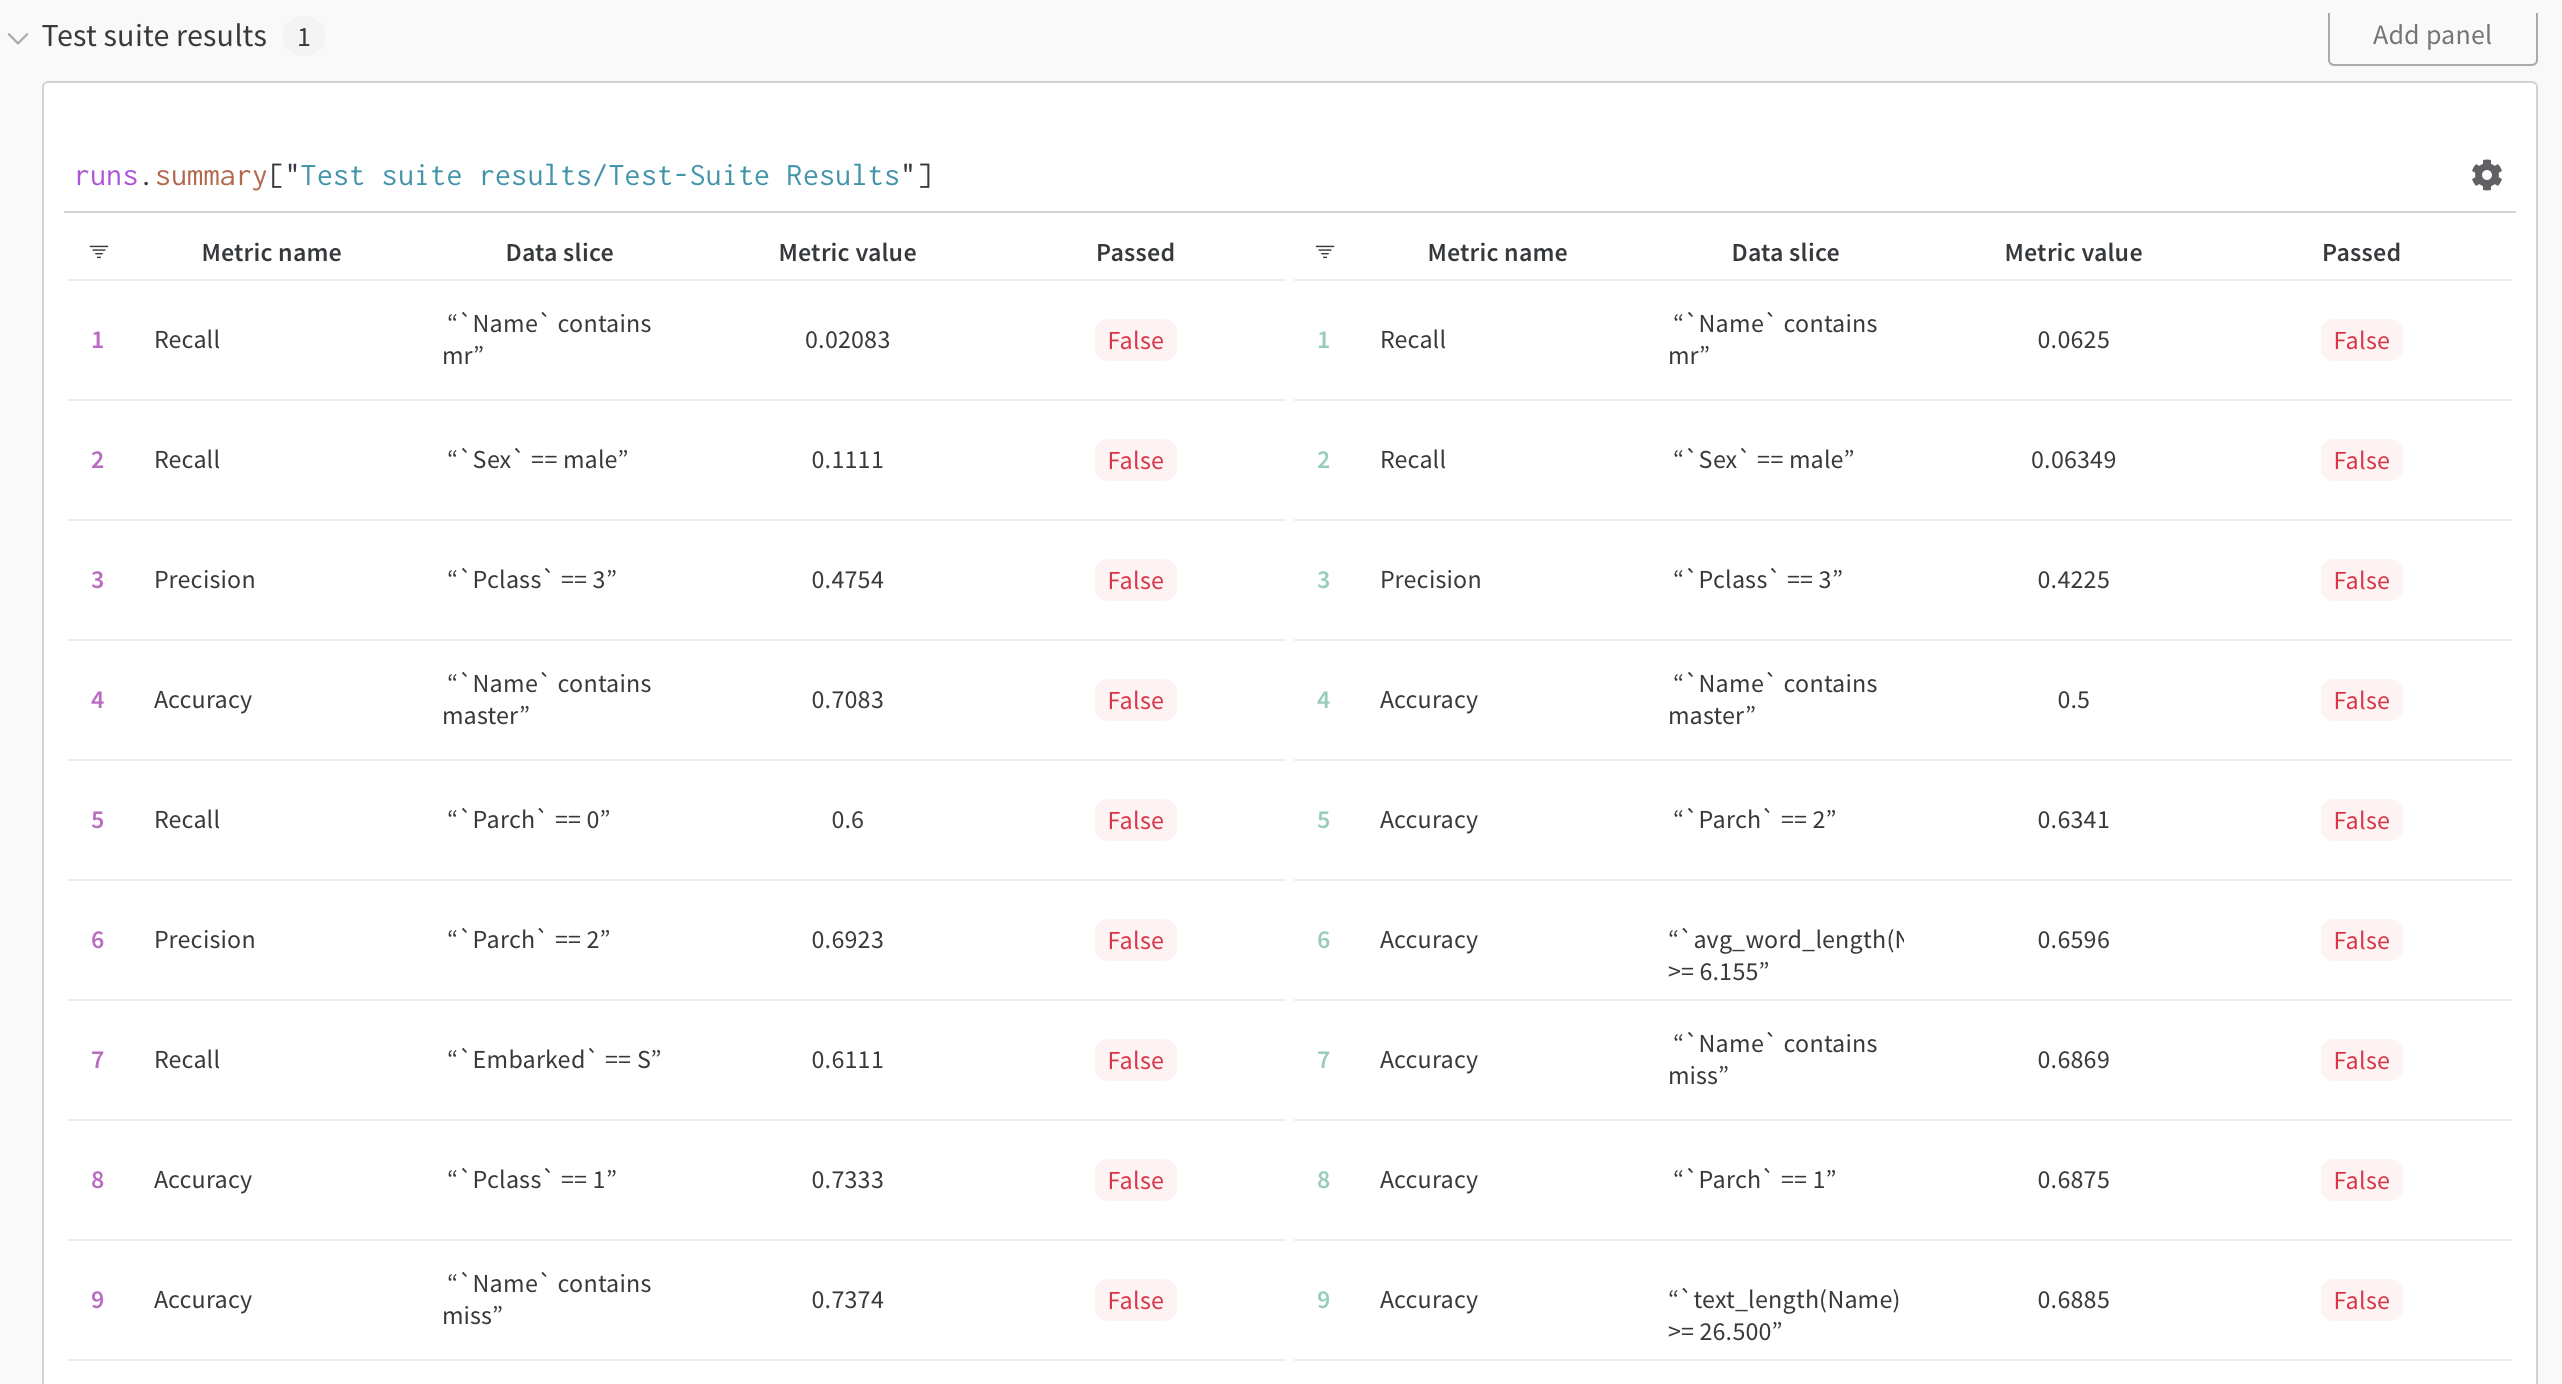 Test suite results 1
Add panel
runs.summary["Test suite results/Test-Suite Results"]
Metric name Data slice Metric value Passed Metric name Data slice Metric value Passed
1 Recall “`Name` contains mr” 0.02083 False 1 Recall “`Name` contains mr” 0.0625 False
2 Recall “`Sex` == male” 0.1111 False 2 Recall “`Sex` == male” 0.06349 False
3 Precision “`Pclass` == 3” 0.4754 False 3 Precision “`Pclass` == 3” 0.4225 False
4 Accuracy “`Name` contains master” 0.7083 False 4 Accuracy “`Name` contains master” 0.5 False
5 Recall “`Parch` == 0” 0.6 False 5 Accuracy “`Parch` == 2” 0.6341 False
6 Precision “`Parch` == 2” 0.6923 False 6 Accuracy “`avg_word_length( >= 6.155” 0.6596 False
7 Recall “`Embarked` == S” 0.6111 False 7 Accuracy “`Name` contains miss” 0.6869 False
8 Accuracy “`Pclass` == 1” 0.7333 False 8 Accuracy “`Parch` == 1” 0.6875 False
9 Accuracy “`Name` contains miss” 0.7374 False 9 Accuracy “`text_length(Name) >= 26.500” 0.6885 False